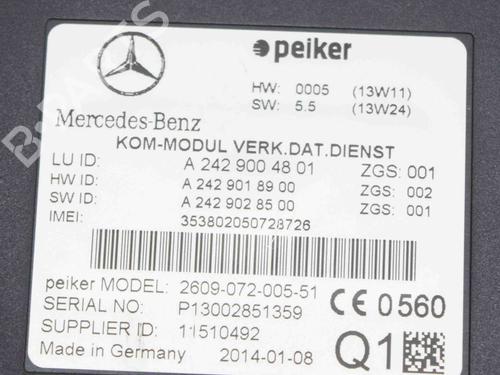 peiker
HW: 0005 (13W11)
SW: 5.5 (13W24)
Mercedes-Benz
KOM-MODUL VERK.DAT.DIENST
LU ID: A 242 900 48 01 ZGS: 001
HW ID: A 242 901 89 00 ZGS: 002
SW ID: A 242 902 85 00 ZGS: 001
IMEI: 353802050728726
peiker MODEL: 2609-072-005-51
SERIAL NO: P13002851359
CE 0560
SUPPLIER ID: 11510492
Made in Germany 2014-01-08 Q1